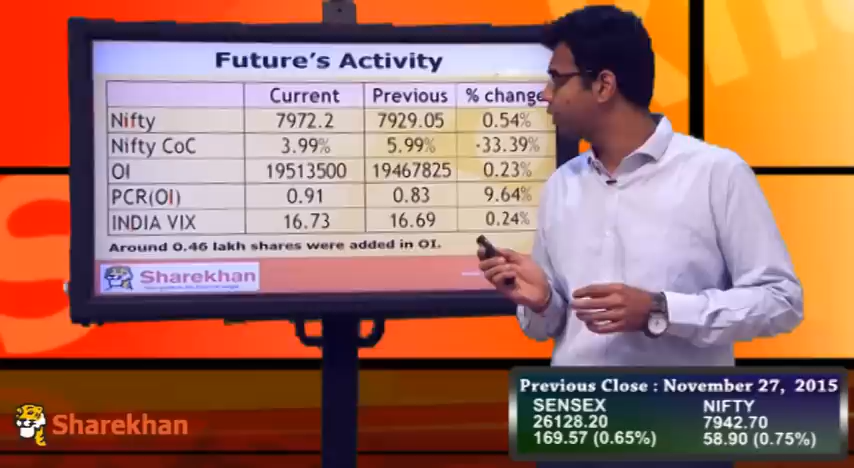 Future's Activity
Current Previous % change
Nifty 7972.2 7929.05 0.54%
Nifty CoC 3.99% 5.99% -33.39%
OI 19513500 19467825 0.23%
PCR(OI) 0.91 0.83 9.64%
INDIA VIX 16.73 16.69 0.24%
Around 0.46 lakh shares were added in OI.
Sharekhan
Sharekhan
Previous Close : November 27, 2015
SENSEX NIFTY
26128.20 7942.70
169.57 (0.65%) 58.90 (0.75%)